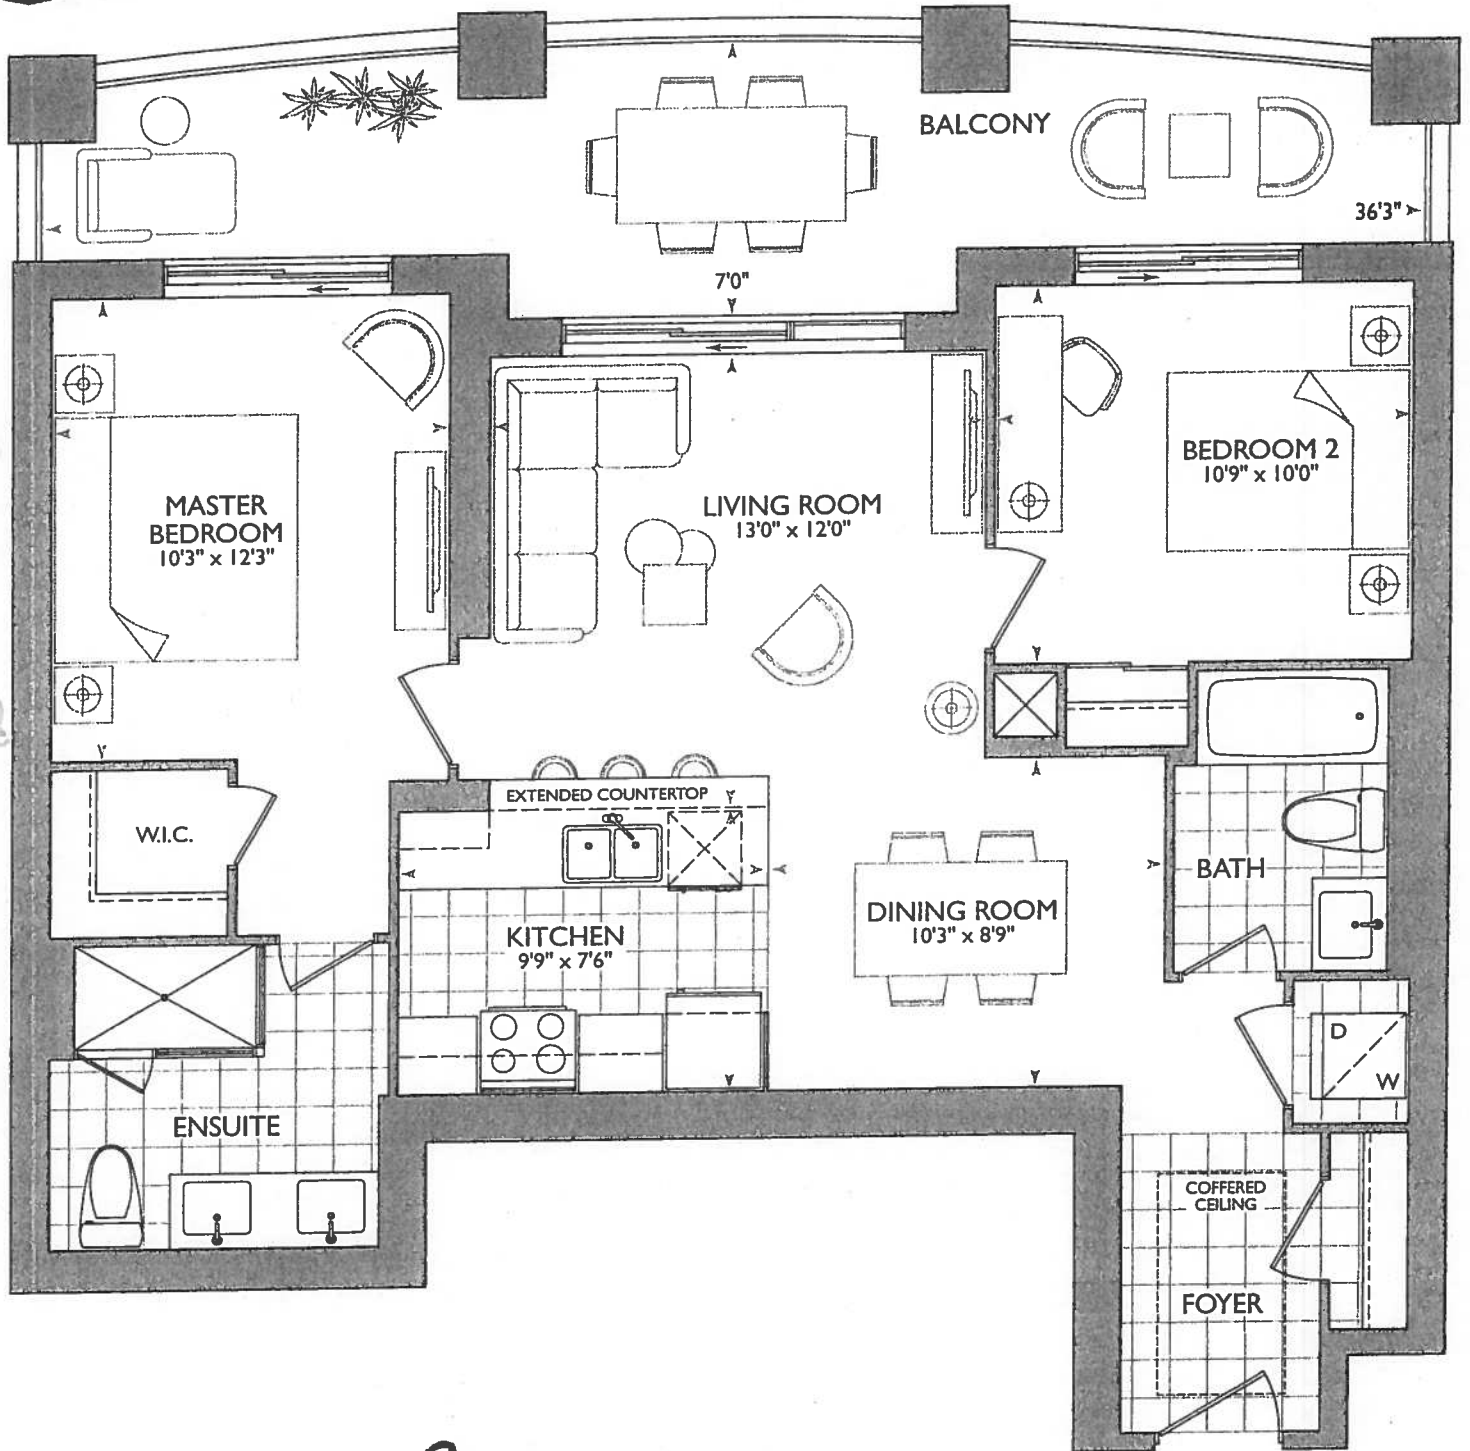 BALCONY
36'3"
7'0"
MASTER
BEDROOM
10'3" x 12'3"
LIVING ROOM
13'0" x 12'0"
BEDROOM 2
10'9" x 10'0"
EXTENDED COUNTERTOP
W.I.C.
KITCHEN
9'9" x 7'6"
DINING ROOM
10'3" x 8'9"
BATH
D
W
ENSUITE
COFFERED
CEILING
FOYER